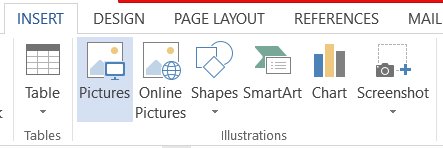 INSERT DESIGN PAGE LAYOUT REFERENCES MAIL
Table Pictures Online Pictures Shapes SmartArt Chart Screenshot
Tables Illustrations